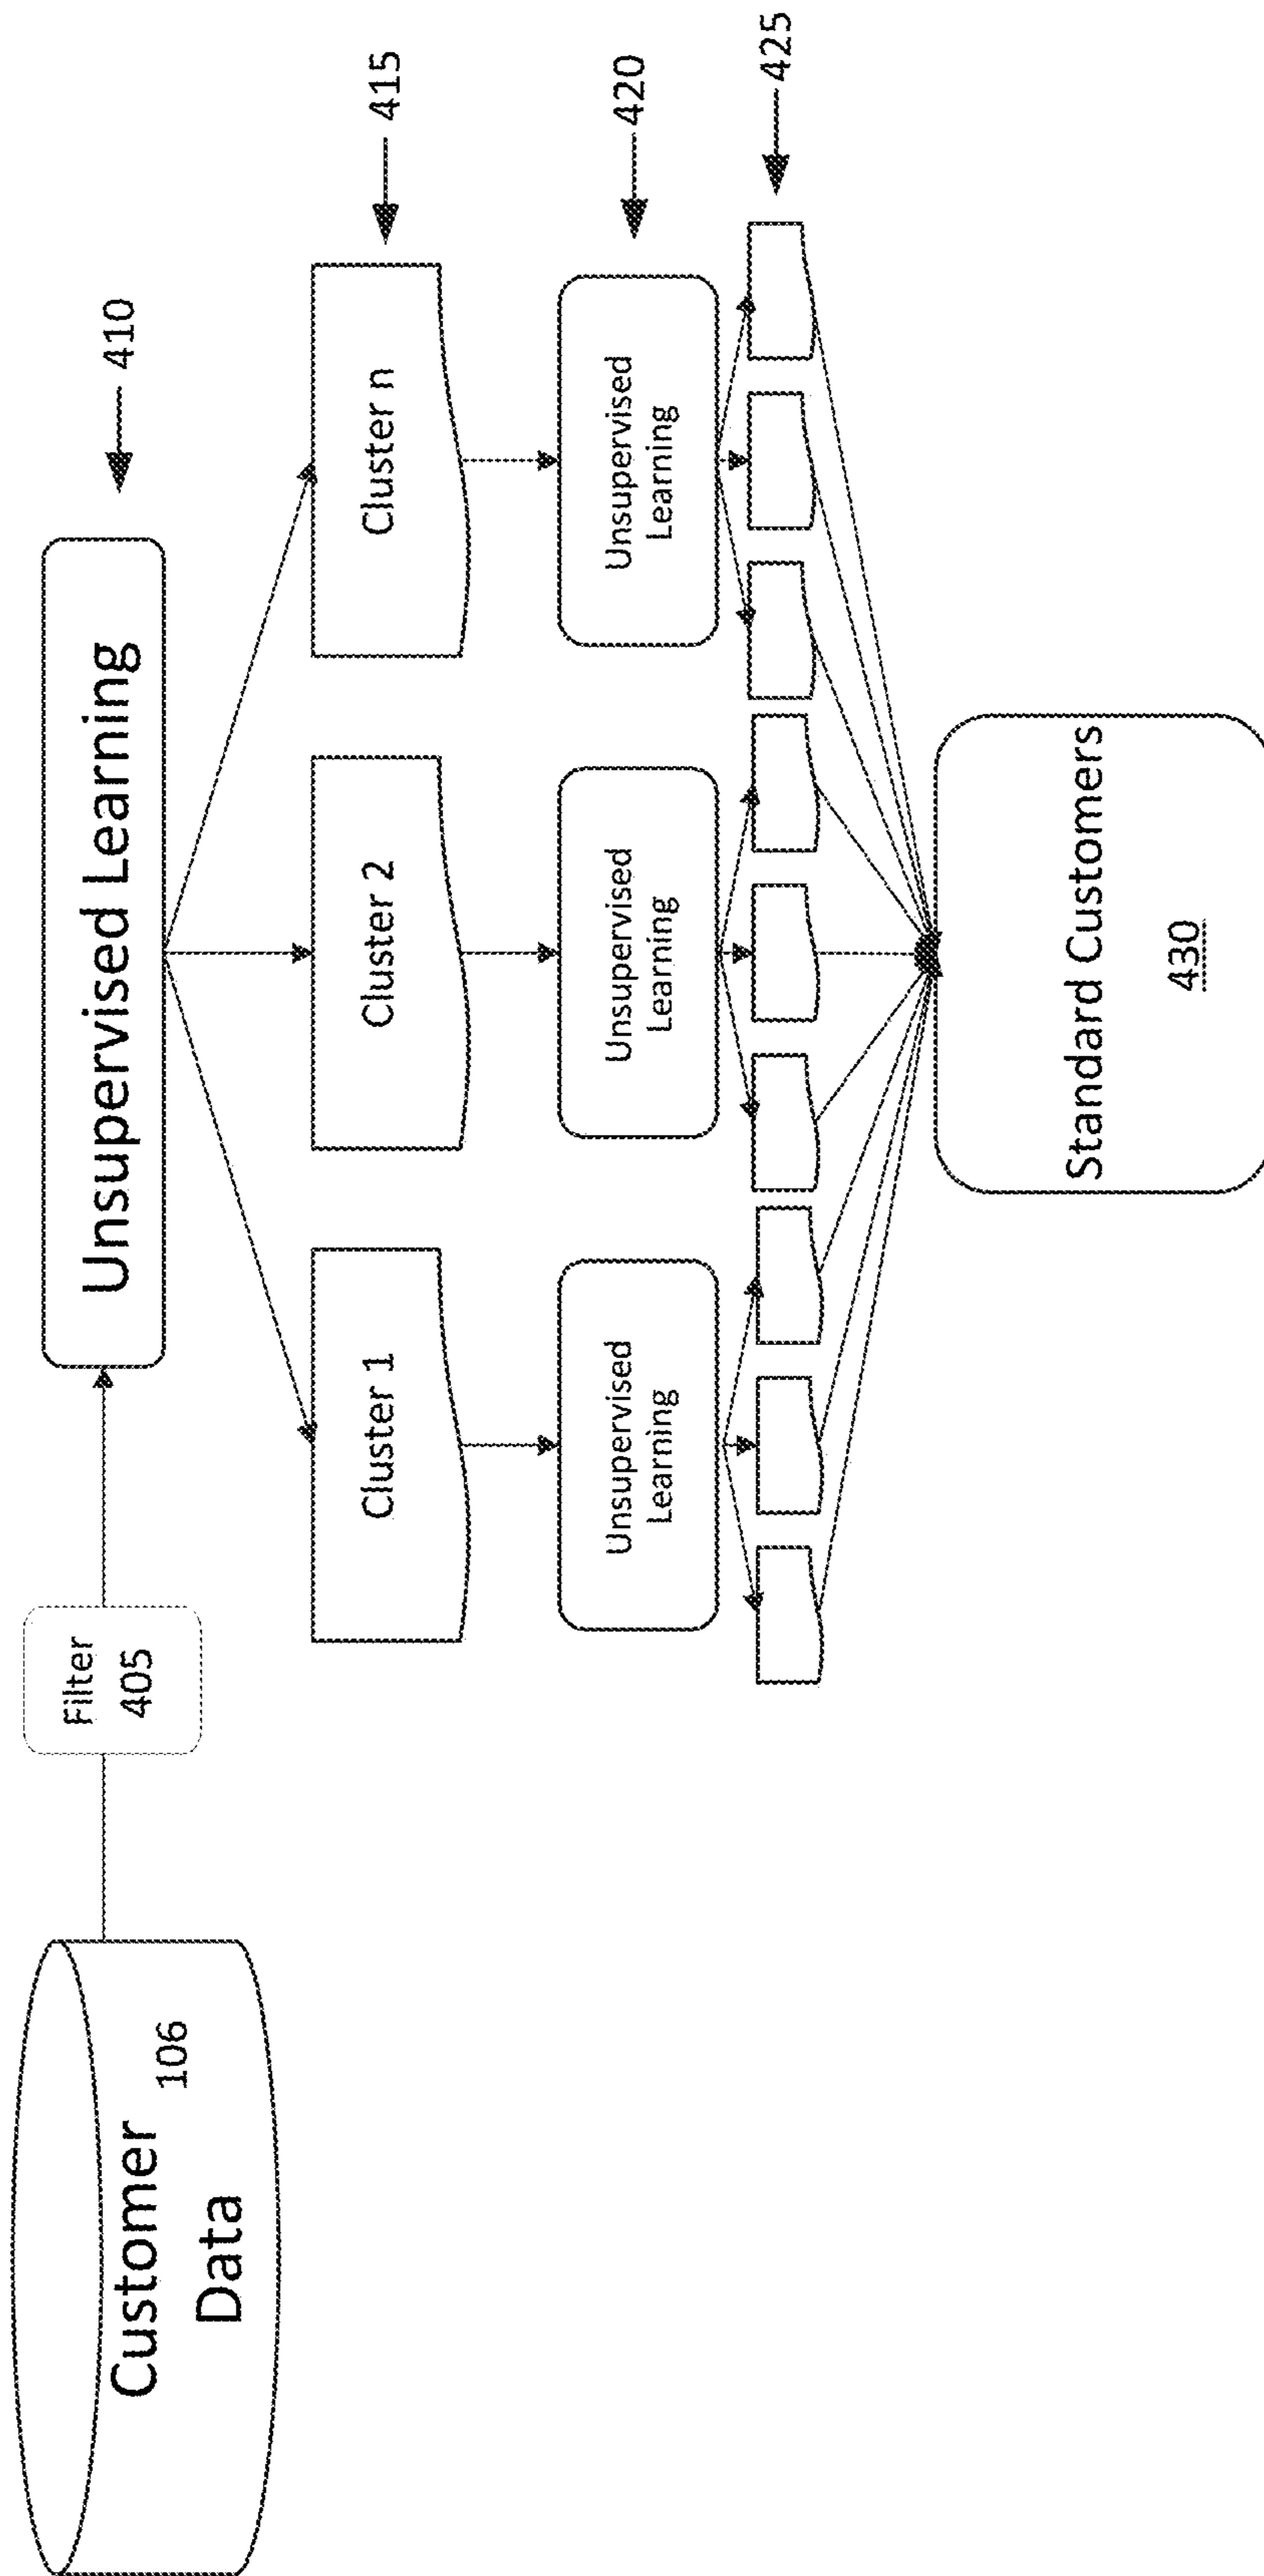 Customer
Data
106
Filter
405
Unsupervised Learning
410
Cluster 1
Cluster 2
Cluster n
415
Unsupervised
Learning
Unsupervised
Learning
Unsupervised
Learning
420
425
Standard Customers
430